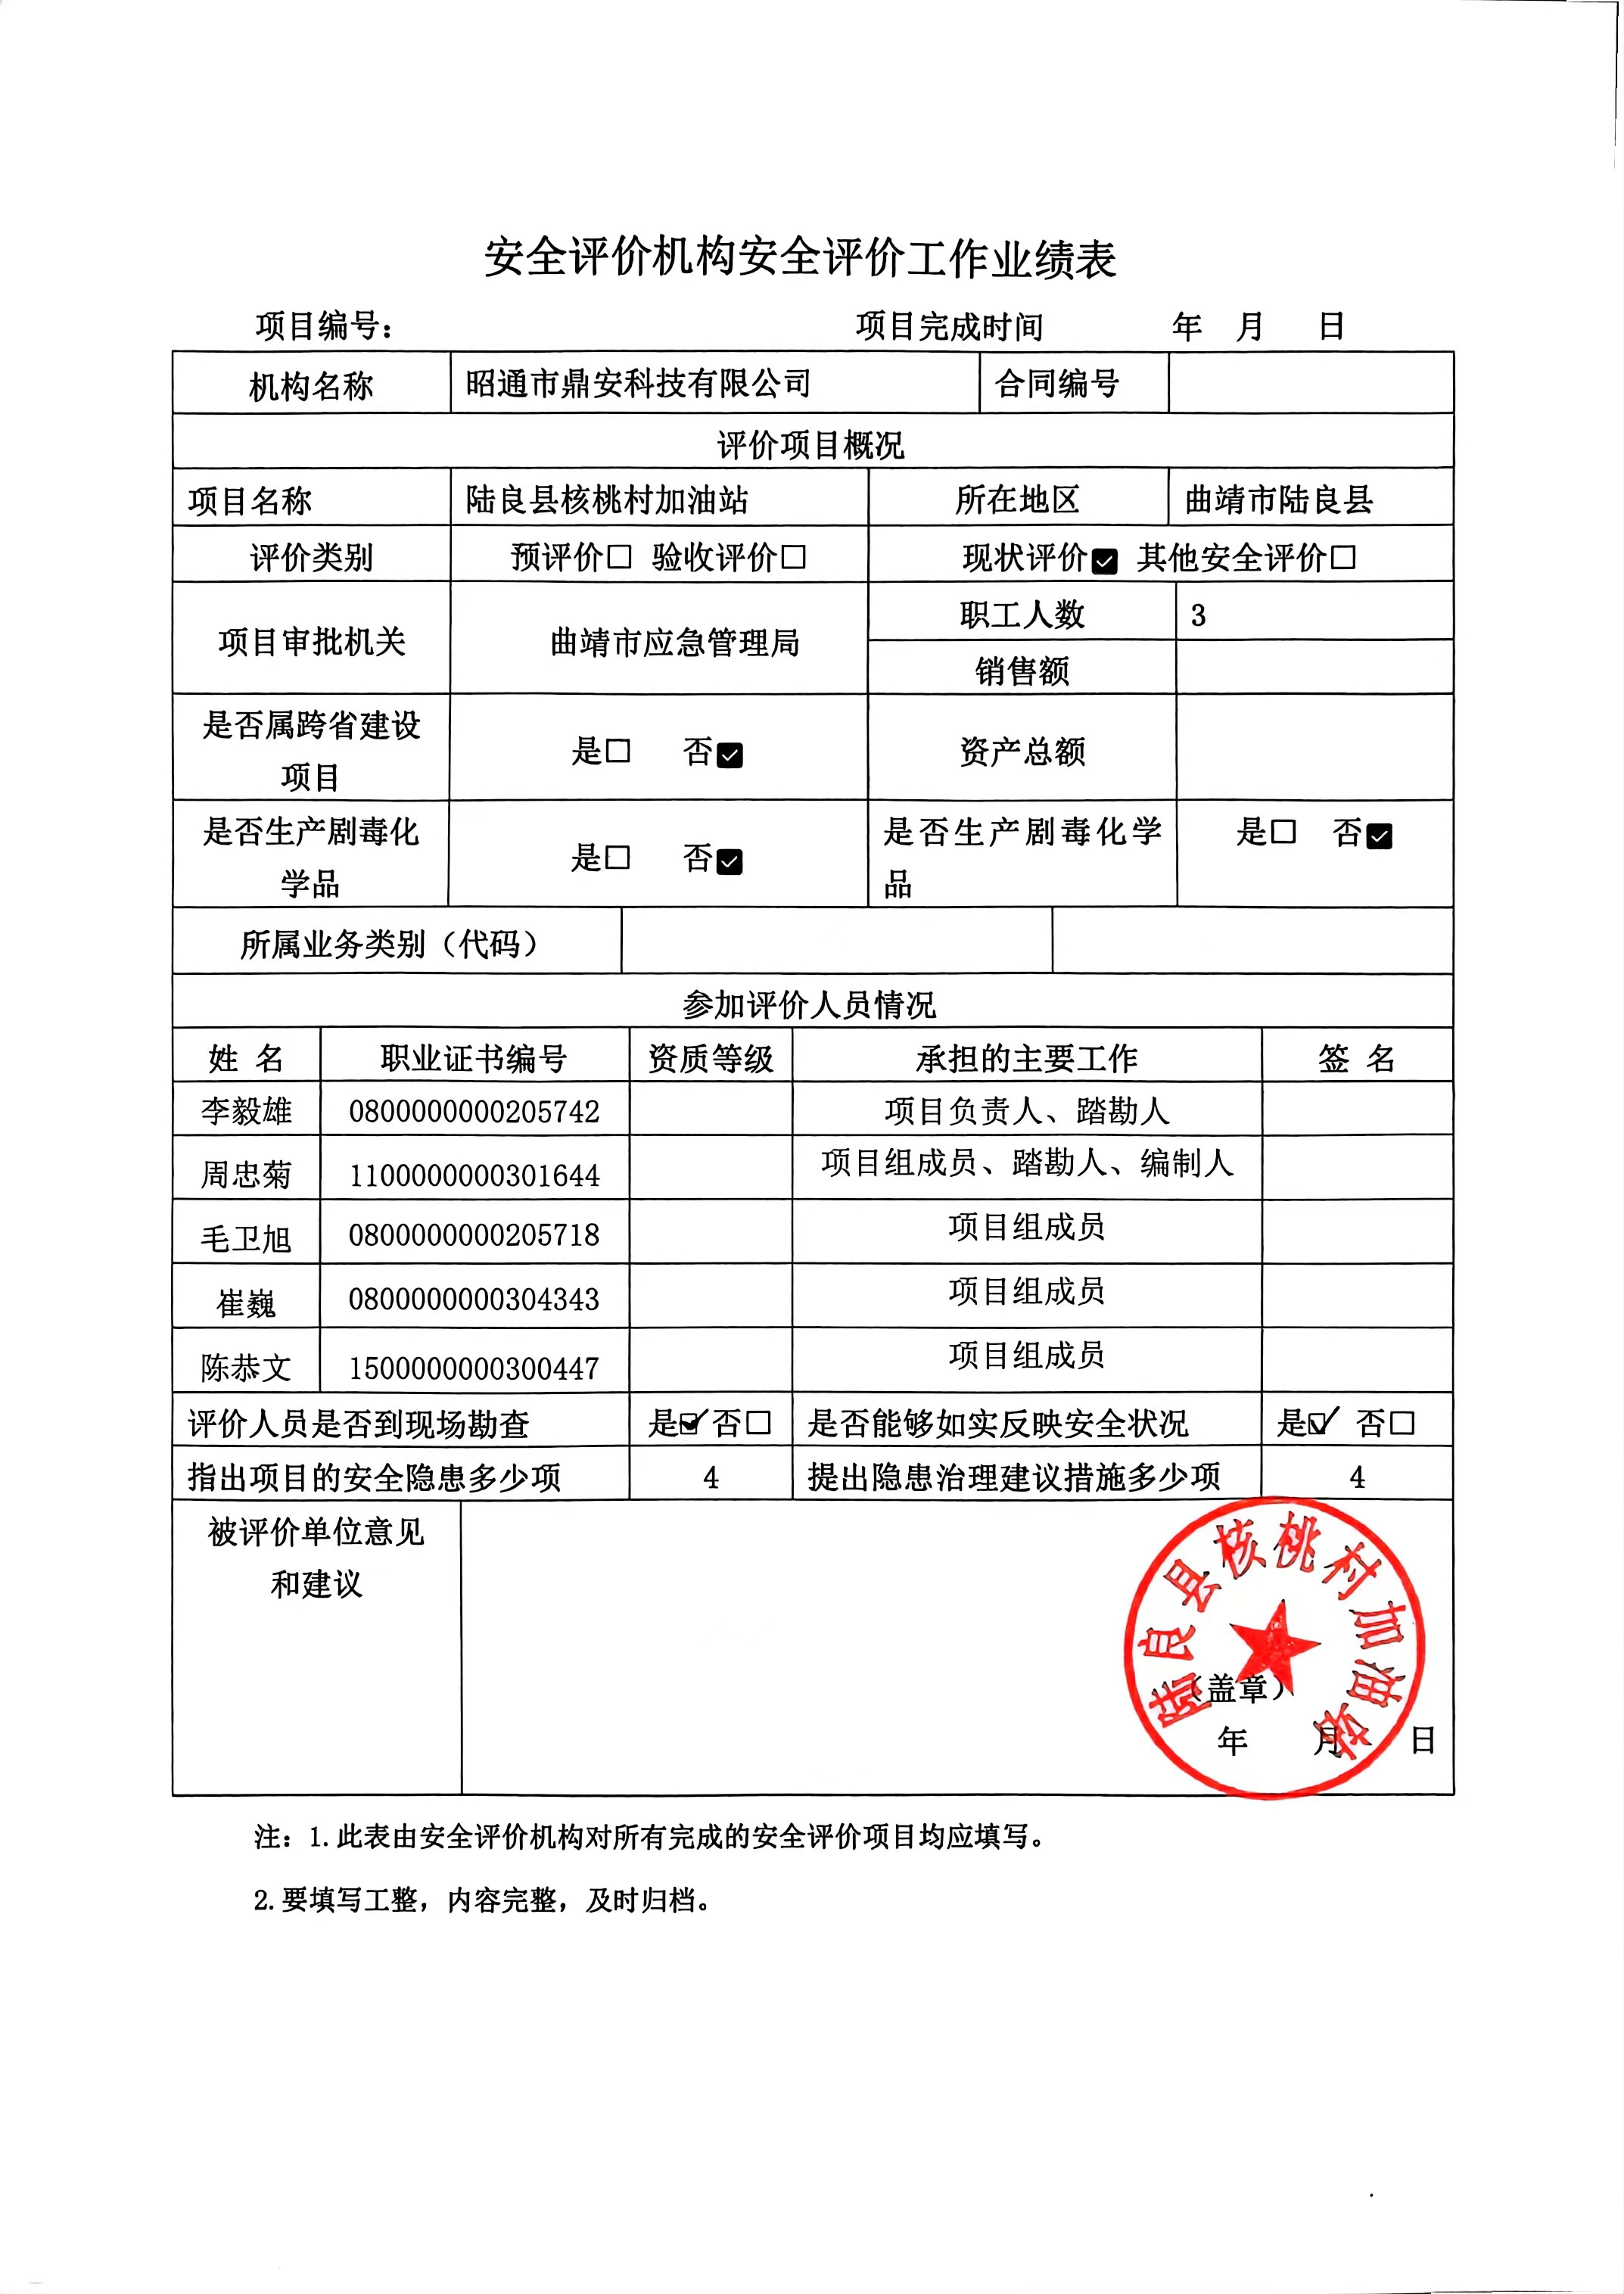 安全评价机构安全评价工作业绩表
项目编号： 项目完成时间 年 月 日
机构名称 昭通市鼎安科技有限公司 合同编号
评价项目概况
项目名称 陆良县核桃村加油站 所在地区 曲靖市陆良县
评价类别 预评价□ 验收评价□ 现状评价☑ 其他安全评价□
项目审批机关 曲靖市应急管理局 职工人数 3
销售额
是否属跨省建设
项目 是□ 否☑ 资产总额
是否生产剧毒化
学品 是□ 否☑ 是否生产剧毒化学
品 是□ 否☑
所属业务类别（代码）
参加评价人员情况
姓 名 职业证书编号 资质等级 承担的主要工作 签 名
李毅雄 0800000000205742 项目负责人、踏勘人
周忠菊 1100000000301644 项目组成员、踏勘人、编制人
毛卫旭 0800000000205718 项目组成员
崔巍 0800000000304343 项目组成员
陈恭文 1500000000300447 项目组成员
评价人员是否到现场勘查 是☑否□ 是否能够如实反映安全状况 是☑ 否□
指出项目的安全隐患多少项 4 提出隐患治理建议措施多少项 4
被评价单位意见
和建议
陆良县核桃村加油站
（盖章）
年 月 日
注：1.此表由安全评价机构对所有完成的安全评价项目均应填写。
2.要填写工整，内容完整，及时归档。